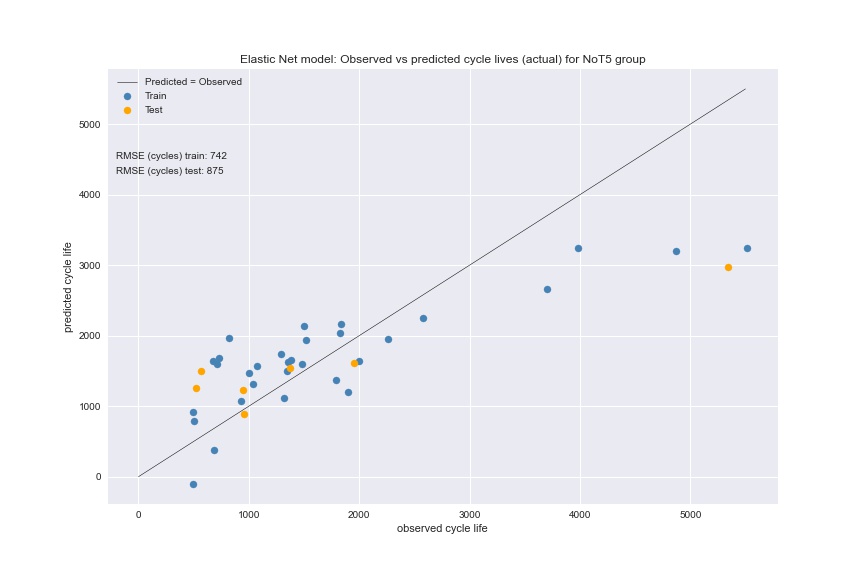 Elastic Net model: Observed vs predicted cycle lives (actual) for NoT5 group
Predicted = Observed
Train
Test
RMSE (cycles) train: 742
RMSE (cycles) test: 875
predicted cycle life
5000
4000
3000
2000
1000
0
0 1000 2000 3000 4000 5000
observed cycle life